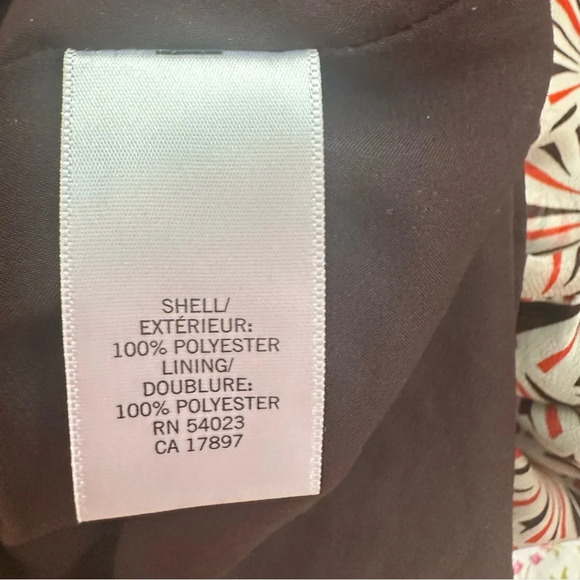 SHELL/
EXTÉRIEUR:
100% POLYESTER
LINING/
DOUBLURE:
100% POLYESTER
RN 54023
CA 17897